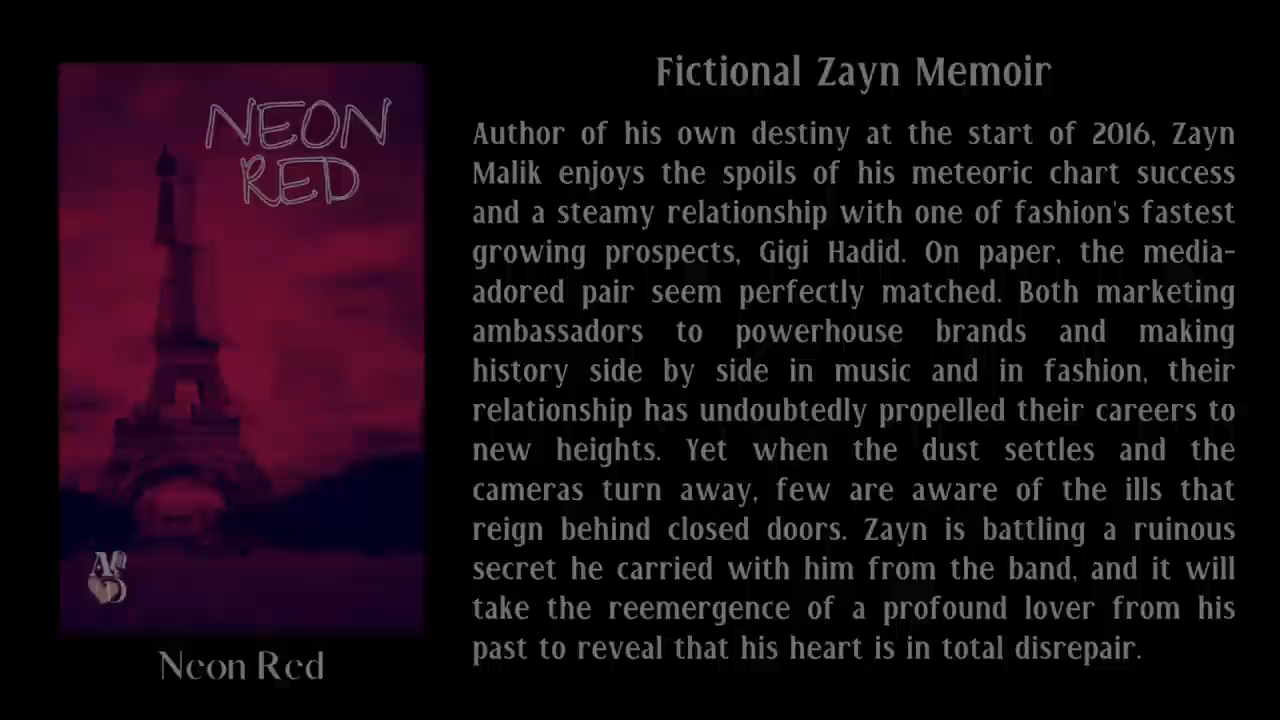 NEON
RED
Neon Red
Fictional Zayn Memoir
Author of his own destiny at the start of 2016, Zayn
Malik enjoys the spoils of his meteoric chart success
and a steamy relationship with one of fashion's fastest
growing prospects, Gigi Hadid. On paper, the media-
adored pair seem perfectly matched. Both marketing
ambassadors to powerhouse brands and making
history side by side in music and in fashion, their
relationship has undoubtedly propelled their careers to
new heights. Yet when the dust settles and the
cameras turn away, few are aware of the ills that
reign behind closed doors. Zayn is battling a ruinous
secret he carried with him from the band, and it will
take the reemergence of a profound lover from his
past to reveal that his heart is in total disrepair.